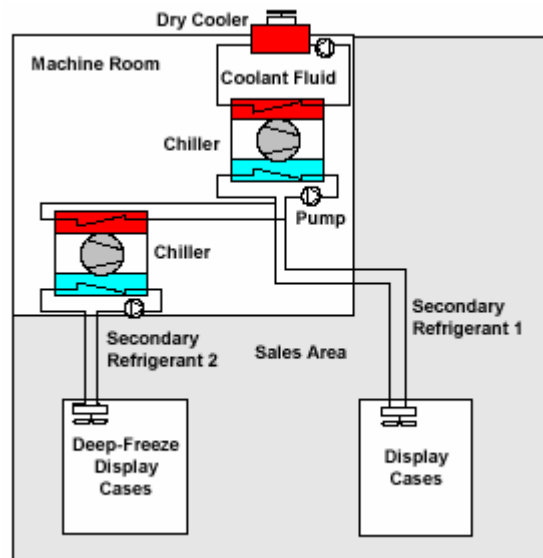 Dry Cooler
Machine Room
Coolant Fluid
Chiller
Pump
Chiller
Secondary
Refrigerant 1
Secondary
Refrigerant 2
Sales Area
Deep-Freeze
Display
Cases
Display
Cases